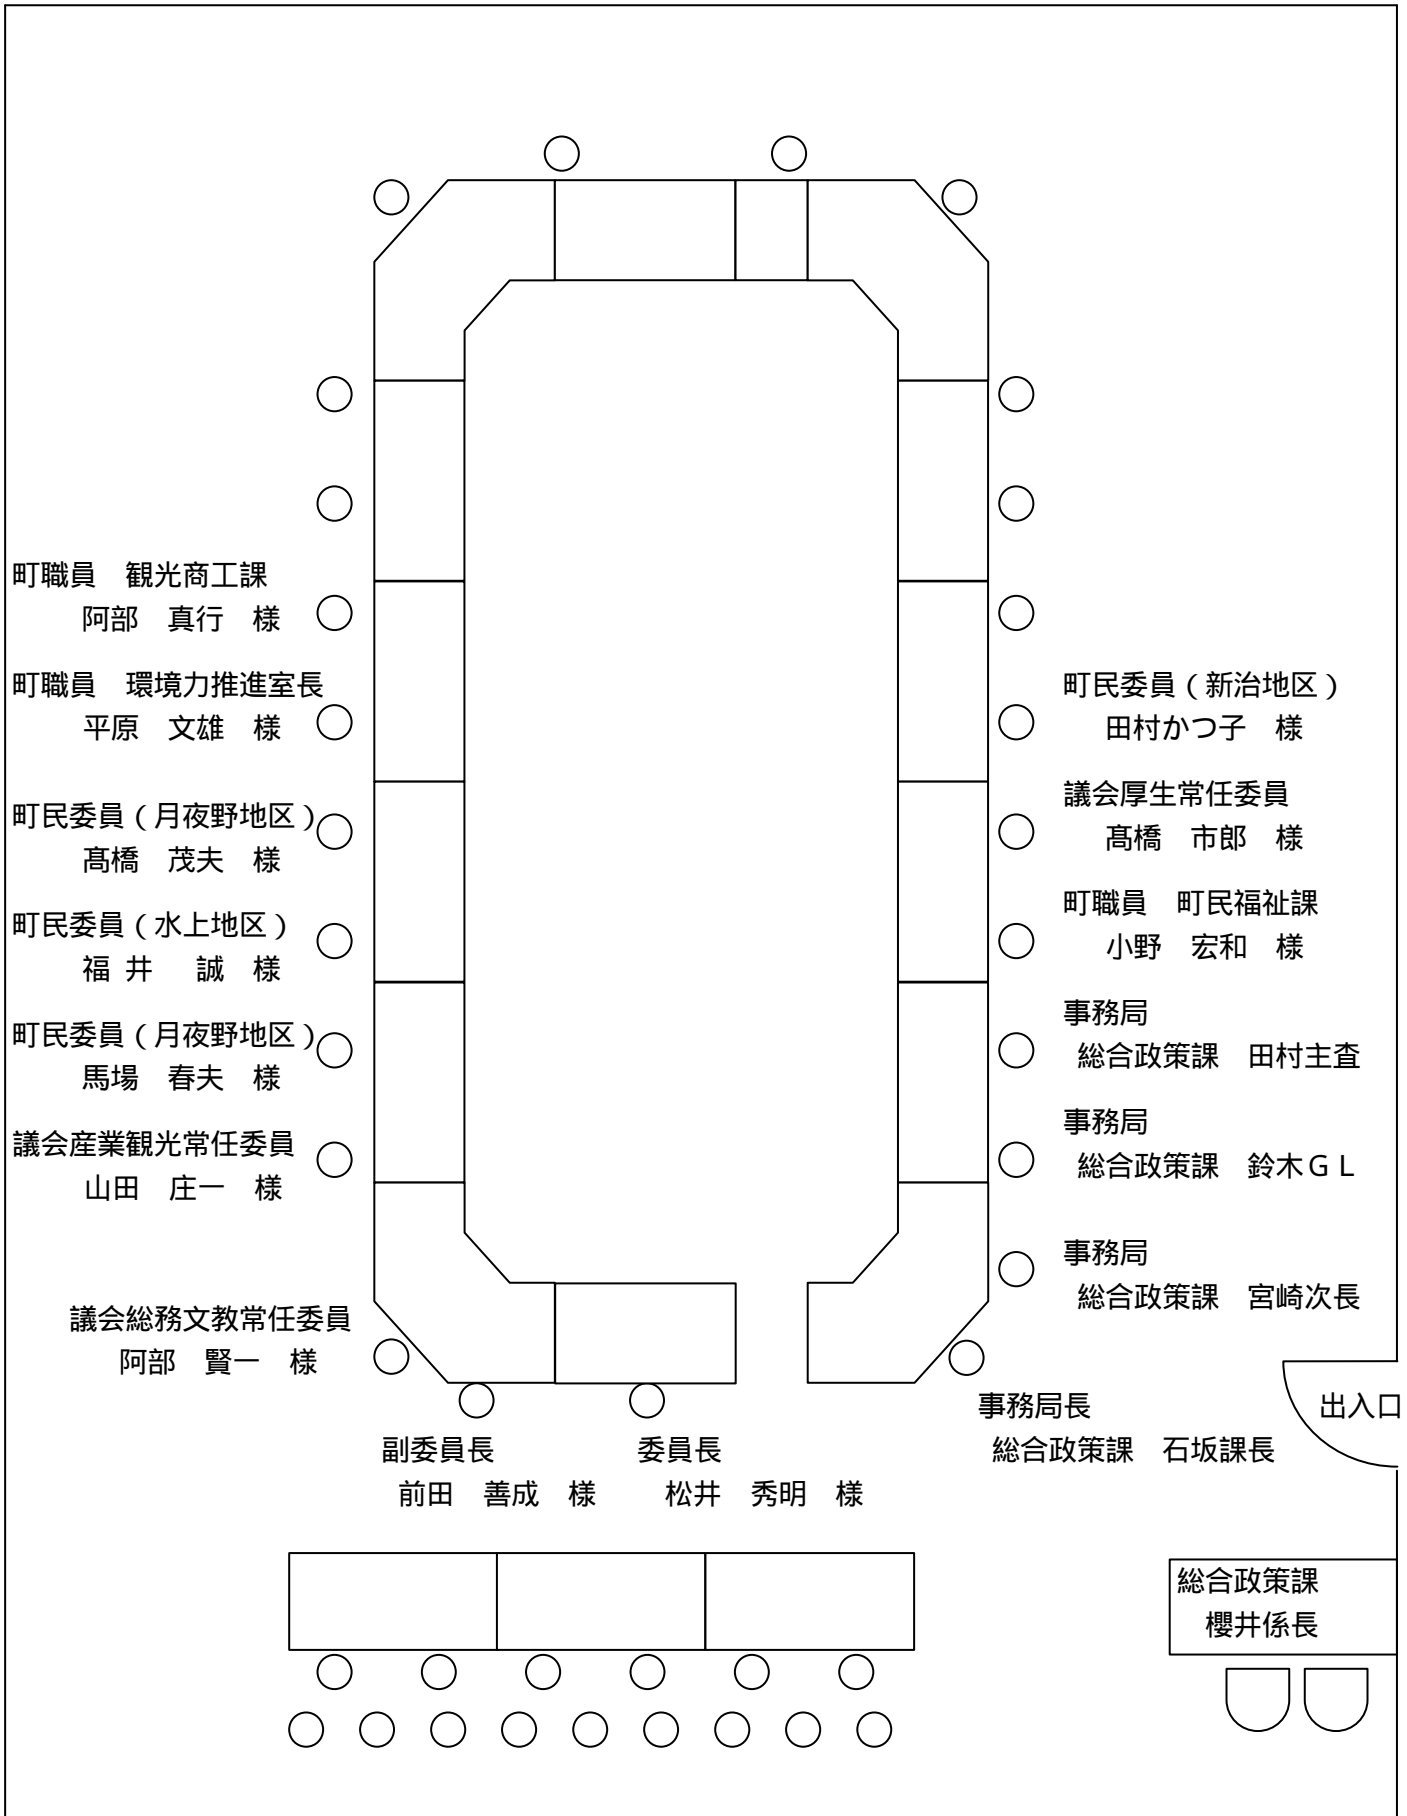 町職員　観光商工課
阿部　真行　様
町職員　環境力推進室長
平原　文雄　様
町民委員（月夜野地区）
髙橋　茂夫　様
町民委員（水上地区）
福 井　 誠　様
町民委員（月夜野地区）
馬場　春夫　様
議会産業観光常任委員
山田　庄一　様
議会総務文教常任委員
阿部　賢一　様
副委員長
前田　善成　様
委員長
松井　秀明　様
町民委員（新治地区）
田村かつ子　様
議会厚生常任委員
髙橋　市郎　様
町職員　町民福祉課
小野　宏和　様
事務局
総合政策課　田村主査
事務局
総合政策課　鈴木ＧＬ
事務局
総合政策課　宮崎次長
事務局長
総合政策課　石坂課長
出入口
総合政策課
櫻井係長